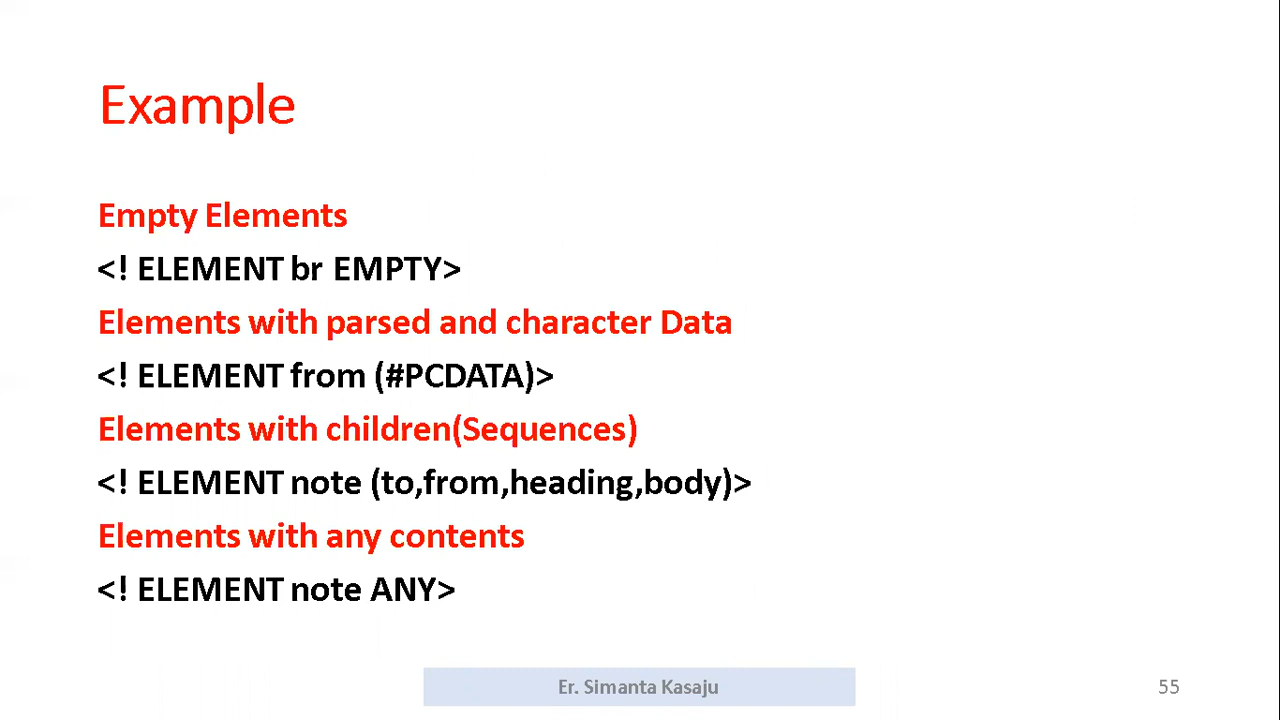 Example
Empty Elements
<! ELEMENT br EMPTY>
Elements with parsed and character Data
<! ELEMENT from (#PCDATA)>
Elements with children(Sequences)
<! ELEMENT note (to,from,heading,body)>
Elements with any contents
<! ELEMENT note ANY>
Er. Simanta Kasaju
55